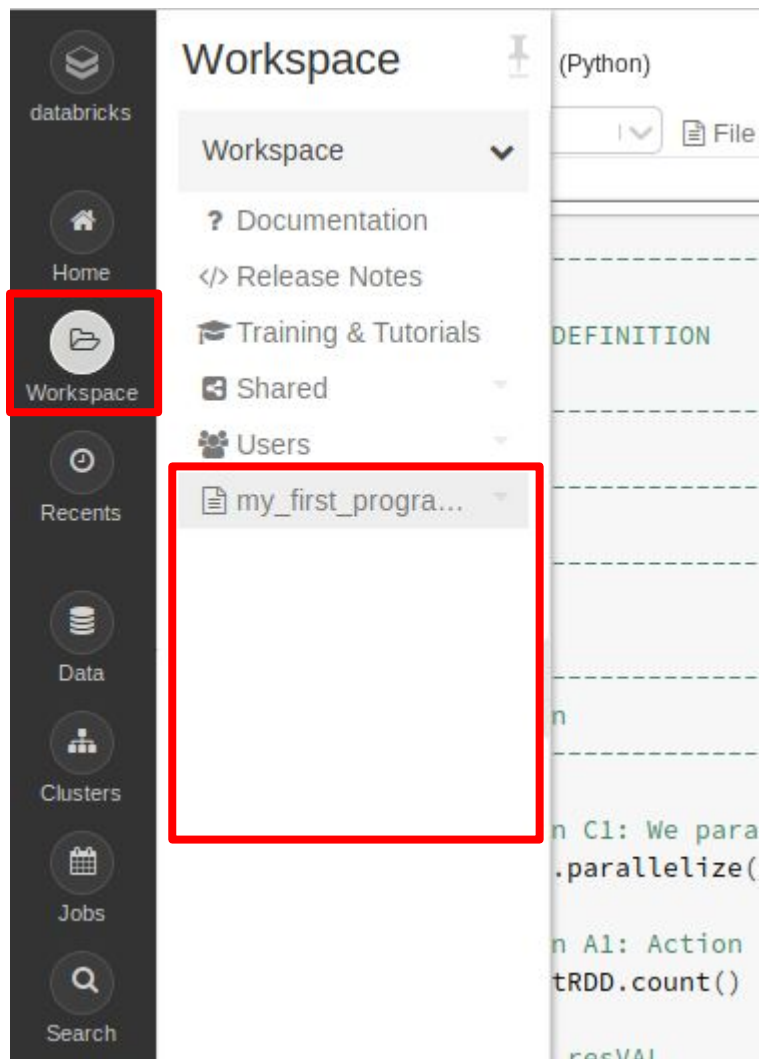 databricks
Home
Workspace
Recents
Data
Clusters
Jobs
Search
Workspace
Workspace
? Documentation
</> Release Notes
Training & Tutorials
Shared
Users
my_first_progra...
(Python)
File
DEFINITION
n
n C1: We para
.parallelize(
n A1: Action
tRDD.count()
resVAL